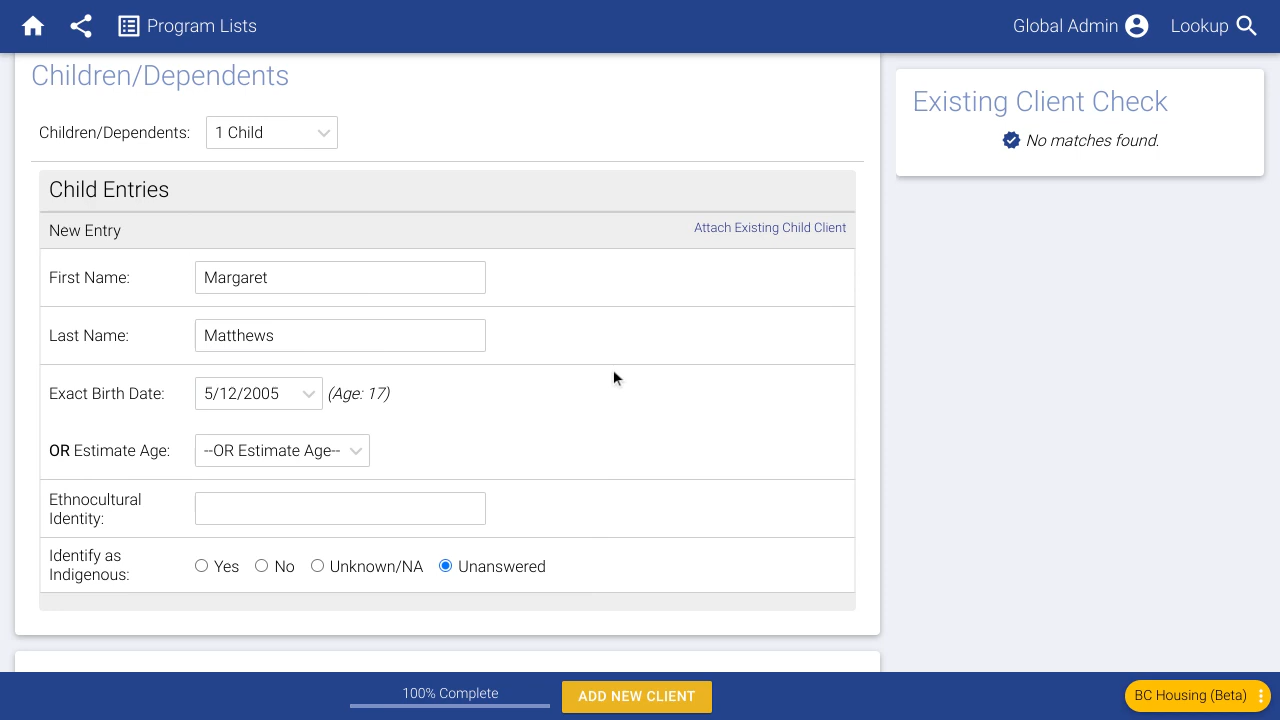 Program Lists
Global Admin
Lookup
Children/Dependents
Children/Dependents: 1 Child
Child Entries
New Entry
Attach Existing Child Client
First Name: Margaret
Last Name: Matthews
Exact Birth Date: 5/12/2005 (Age: 17)
OR Estimate Age: --OR Estimate Age--
Ethnocultural
Identity:
Identify as
Indigenous:
Yes No Unknown/NA Unanswered
Existing Client Check
No matches found.
100% Complete
ADD NEW CLIENT
BC Housing (Beta)